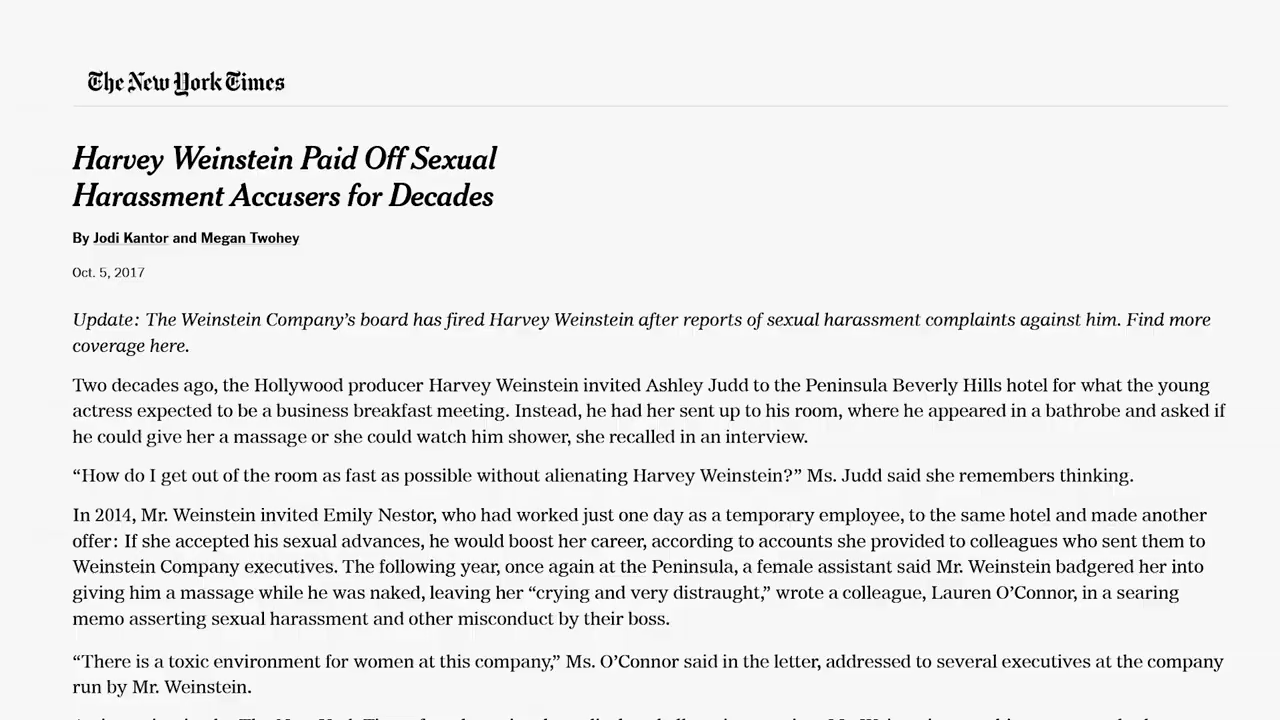 The New York Times
Harvey Weinstein Paid Off Sexual
Harassment Accusers for Decades
By Jodi Kantor and Megan Twohey
Oct. 5, 2017
Update: The Weinstein Company’s board has fired Harvey Weinstein after reports of sexual harassment complaints against him. Find more
coverage here.
Two decades ago, the Hollywood producer Harvey Weinstein invited Ashley Judd to the Peninsula Beverly Hills hotel for what the young
actress expected to be a business breakfast meeting. Instead, he had her sent up to his room, where he appeared in a bathrobe and asked if
he could give her a massage or she could watch him shower, she recalled in an interview.
“How do I get out of the room as fast as possible without alienating Harvey Weinstein?” Ms. Judd said she remembers thinking.
In 2014, Mr. Weinstein invited Emily Nestor, who had worked just one day as a temporary employee, to the same hotel and made another
offer: If she accepted his sexual advances, he would boost her career, according to accounts she provided to colleagues who sent them to
Weinstein Company executives. The following year, once again at the Peninsula, a female assistant said Mr. Weinstein badgered her into
giving him a massage while he was naked, leaving her “crying and very distraught,” wrote a colleague, Lauren O’Connor, in a searing
memo asserting sexual harassment and other misconduct by their boss.
“There is a toxic environment for women at this company,” Ms. O’Connor said in the letter, addressed to several executives at the company
run by Mr. Weinstein.